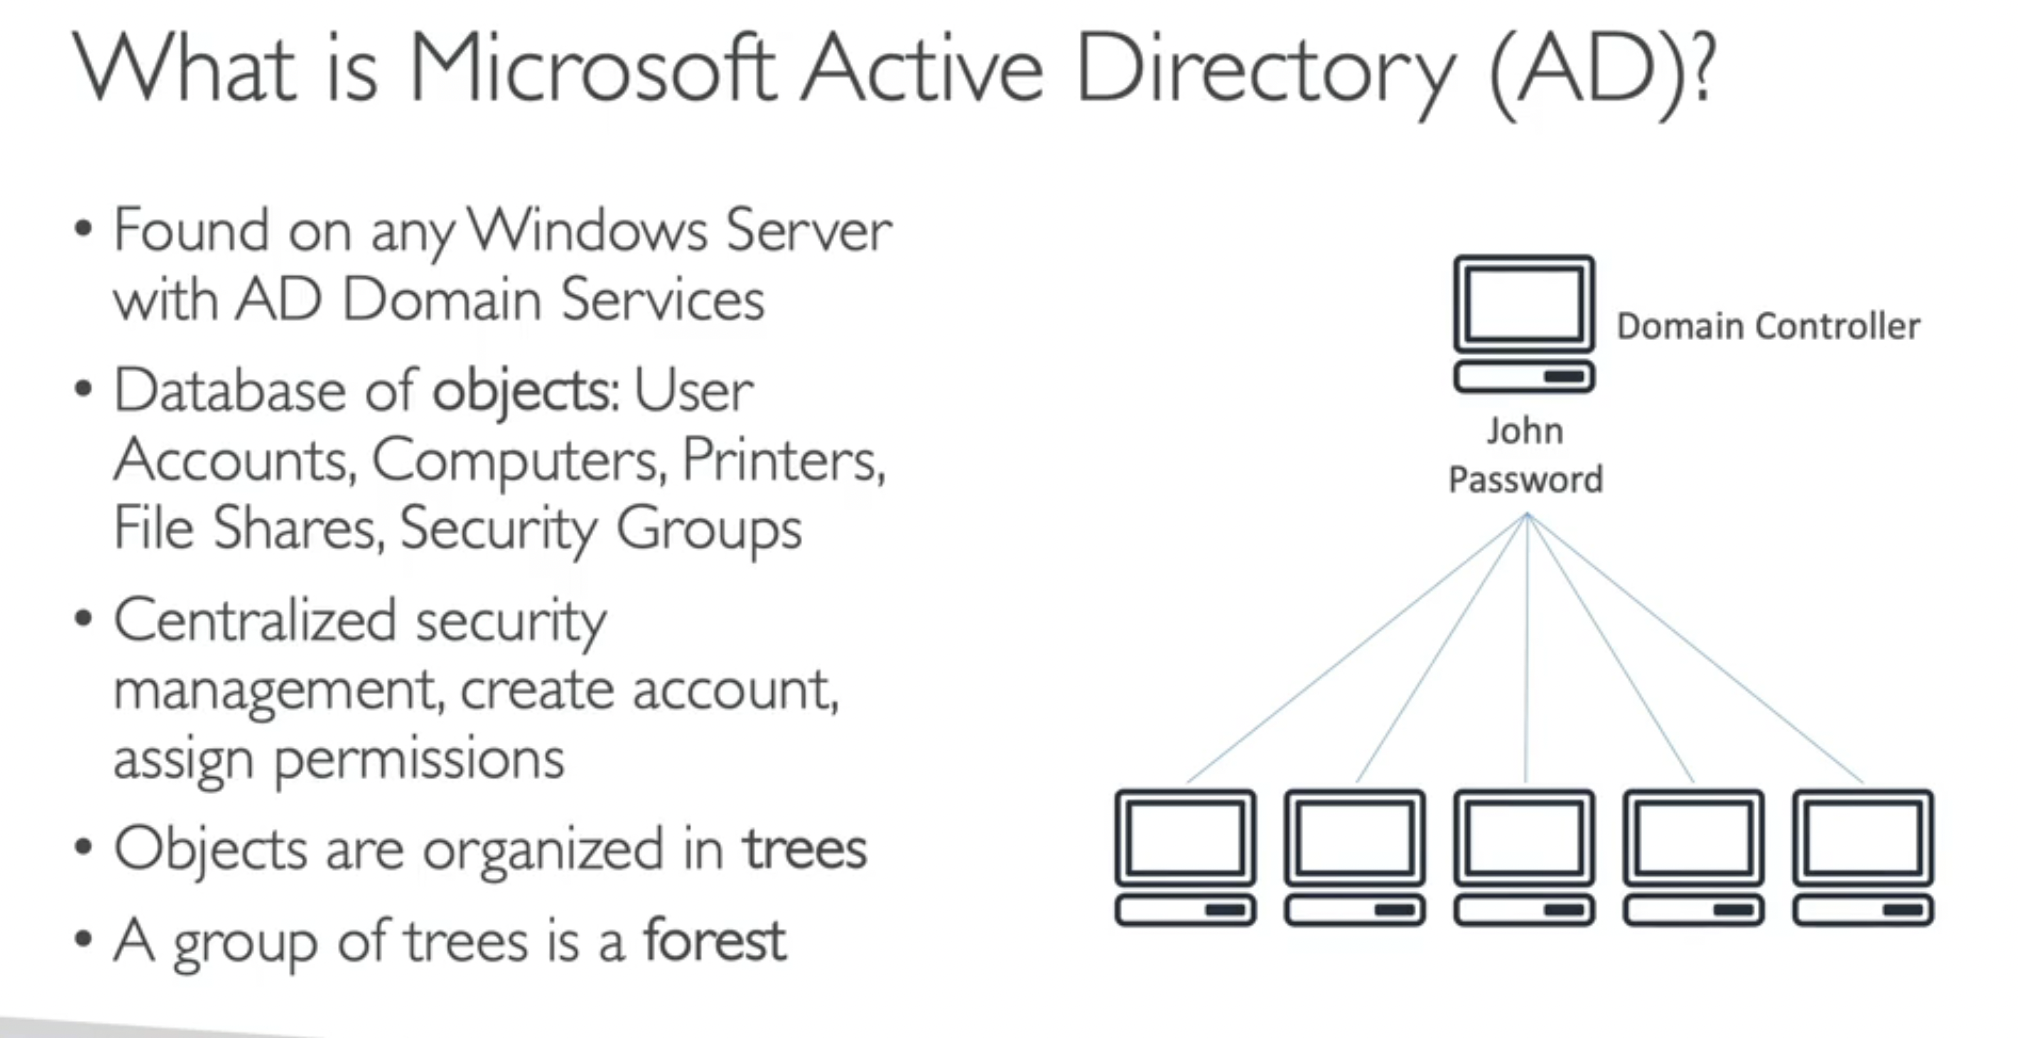 What is Microsoft Active Directory (AD)?
• Found on any Windows Server
with AD Domain Services
• Database of objects: User
Accounts, Computers, Printers,
File Shares, Security Groups
• Centralized security
management, create account,
assign permissions
• Objects are organized in trees
• A group of trees is a forest
Domain Controller
John
Password